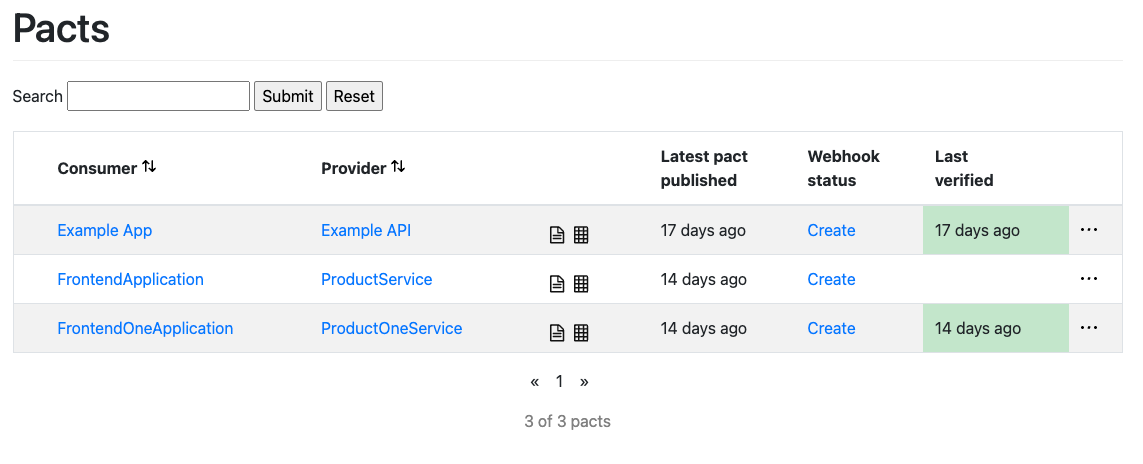 Pacts
Search Submit Reset
Consumer Provider Latest pact published Webhook status Last verified
Example App Example API 17 days ago Create 17 days ago ...
FrontendApplication ProductService 14 days ago Create ...
FrontendOneApplication ProductOneService 14 days ago Create 14 days ago ...
« 1 »
3 of 3 pacts